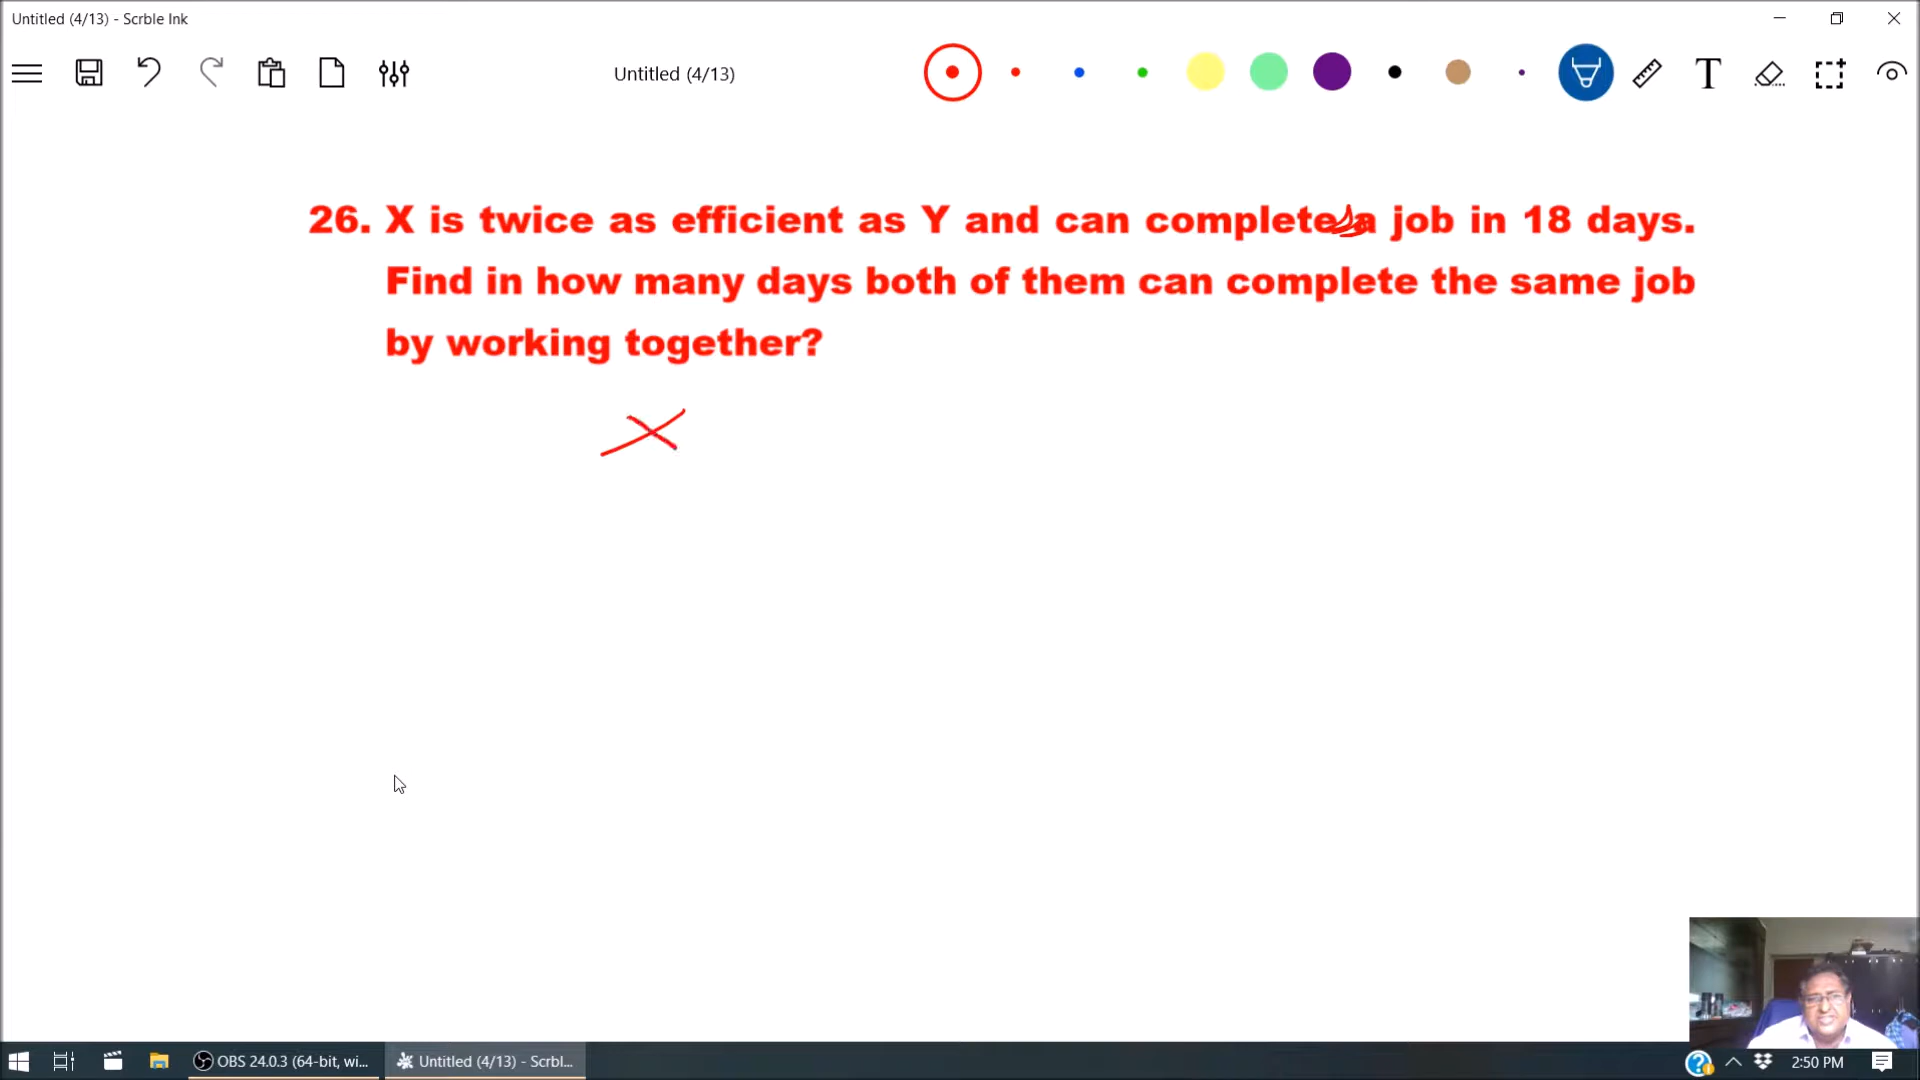 Untitled (4/13) - Scrble Ink
Untitled (4/13)
T
26. X is twice as efficient as Y and can complete a job in 18 days.
Find in how many days both of them can complete the same job
by working together?
X
OBS 24.0.3 (64-bit, wi...
Untitled (4/13) - Scrbl...
2:50 PM